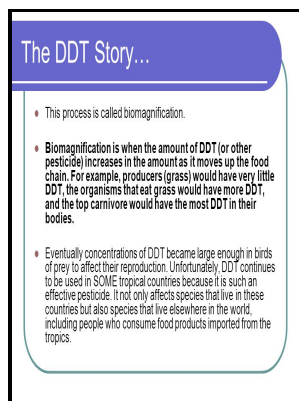 The DDT Story...
This process is called biomagnification.
Biomagnification is when the amount of DDT (or other
pesticide) increases in the amount as it moves up the food
chain. For example, producers (grass) would have very little
DDT, the organisms that eat grass would have more DDT,
and the top carnivore would have the most DDT in their
bodies.
Eventually concentrations of DDT became large enough in birds
of prey to affect their reproduction. Unfortunately, DDT continues
to be used in SOME tropical countries because it is such an
effective pesticide. It not only affects species that live in these
countries but also species that live elsewhere in the world,
including people who consume food products imported from the
tropics.